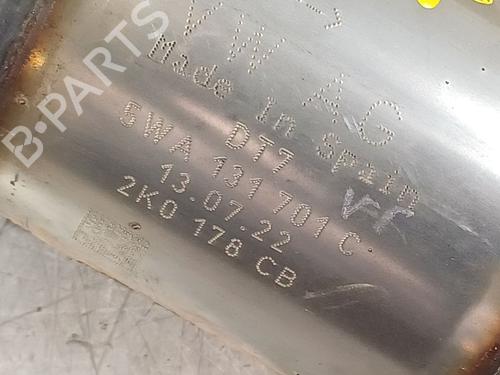 B-PARTS
VW AG
Made in Spain
DT7
5WA 131 701 C
13.07.22
2K0 178 CB